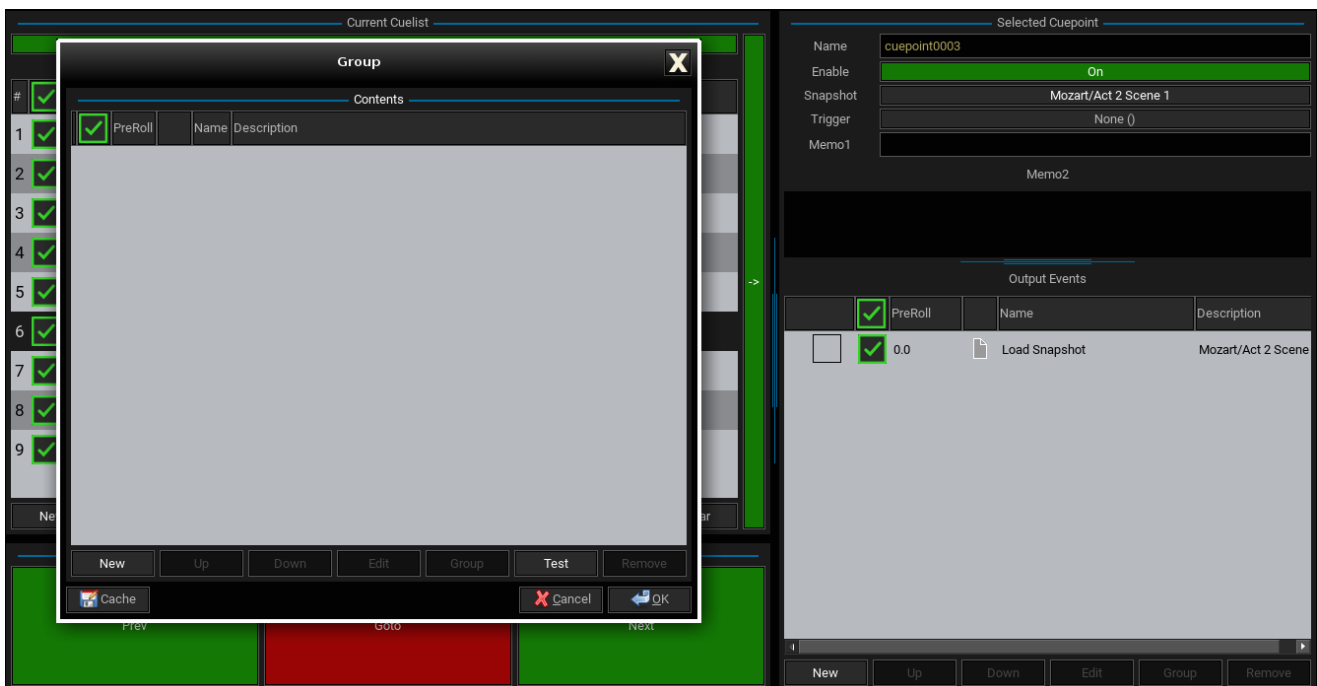 Current Cuelist
#
1
2
3
4
5
6
7
8
9
->
Prev
Goto
Next
Group
X
Contents
PreRoll Name Description
New Up Down Edit Group Test Remove
Cache Cancel OK
Selected Cuepoint
Name cuepoint0003
Enable On
Snapshot Mozart/Act 2 Scene 1
Trigger None ()
Memo1
Memo2
Output Events
PreRoll Name Description
0.0 Load Snapshot Mozart/Act 2 Scene
New Up Down Edit Group Remove